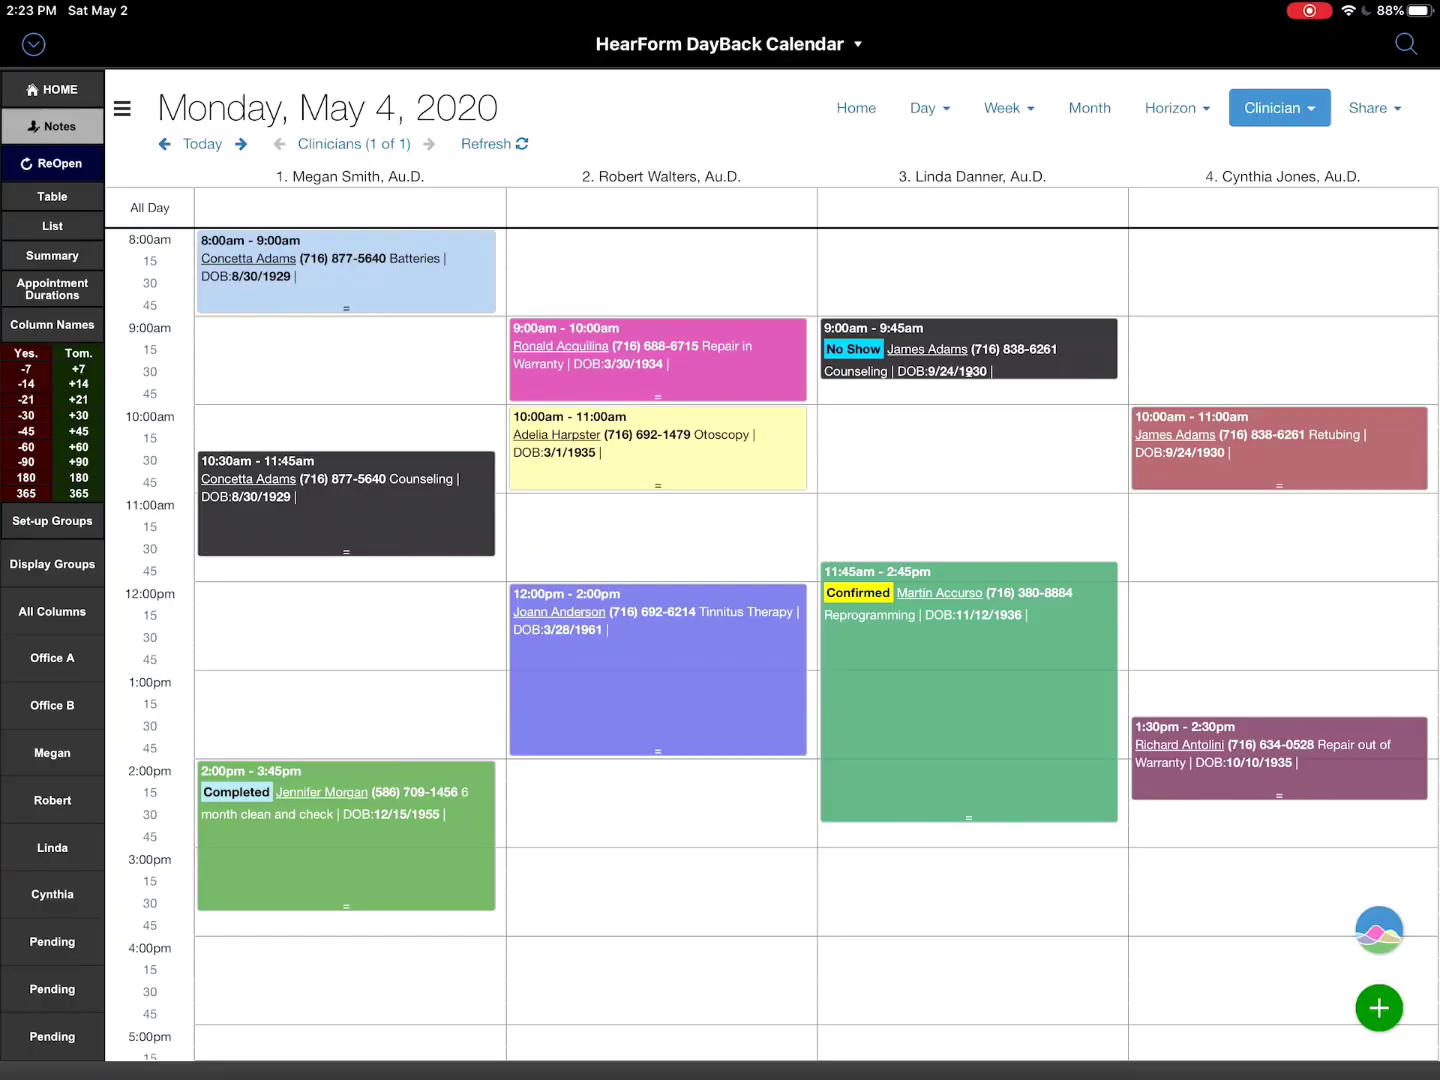 2:23 PM Sat May 2
88%
HearForm DayBack Calendar
HOME
Notes
ReOpen
Table
List
Summary
Appointment
Durations
Column Names
Yes. Tom.
-7 +7
-14 +14
-21 +21
-30 +30
-45 +45
-60 +60
-90 +90
180 180
365 365
Set-up Groups
Display Groups
All Columns
Office A
Office B
Megan
Robert
Linda
Cynthia
Pending
Pending
Pending
Monday, May 4, 2020
Home Day Week Month Horizon Clinician Share
Today Clinicians (1 of 1) Refresh
1. Megan Smith, Au.D. 2. Robert Walters, Au.D. 3. Linda Danner, Au.D. 4. Cynthia Jones, Au.D.
All Day
8:00am
15
30
45
9:00am
15
30
45
10:00am
15
30
45
11:00am
15
30
45
12:00pm
15
30
45
1:00pm
15
30
45
2:00pm
15
30
45
3:00pm
15
30
45
4:00pm
15
30
45
5:00pm
15
8:00am - 9:00am
Concetta Adams (716) 877-5640 Batteries |
DOB:8/30/1929 |
10:30am - 11:45am
Concetta Adams (716) 877-5640 Counseling |
DOB:8/30/1929 |
2:00pm - 3:45pm
Completed Jennifer Morgan (586) 709-1456 6
month clean and check | DOB:12/15/1955 |
9:00am - 10:00am
Ronald Acquilina (716) 688-6715 Repair in
Warranty | DOB:3/30/1934 |
10:00am - 11:00am
Adelia Harpster (716) 692-1479 Otoscopy |
DOB:3/1/1935 |
12:00pm - 2:00pm
Joann Anderson (716) 692-6214 Tinnitus Therapy |
DOB:3/28/1961 |
9:00am - 9:45am
No Show James Adams (716) 838-6261
Counseling | DOB:9/24/1930 |
11:45am - 2:45pm
Confirmed Martin Accurso (716) 380-8884
Reprogramming | DOB:11/12/1936 |
10:00am - 11:00am
James Adams (716) 838-6261 Retubing |
DOB:9/24/1930 |
1:30pm - 2:30pm
Richard Antolini (716) 634-0528 Repair out of
Warranty | DOB:10/10/1935 |